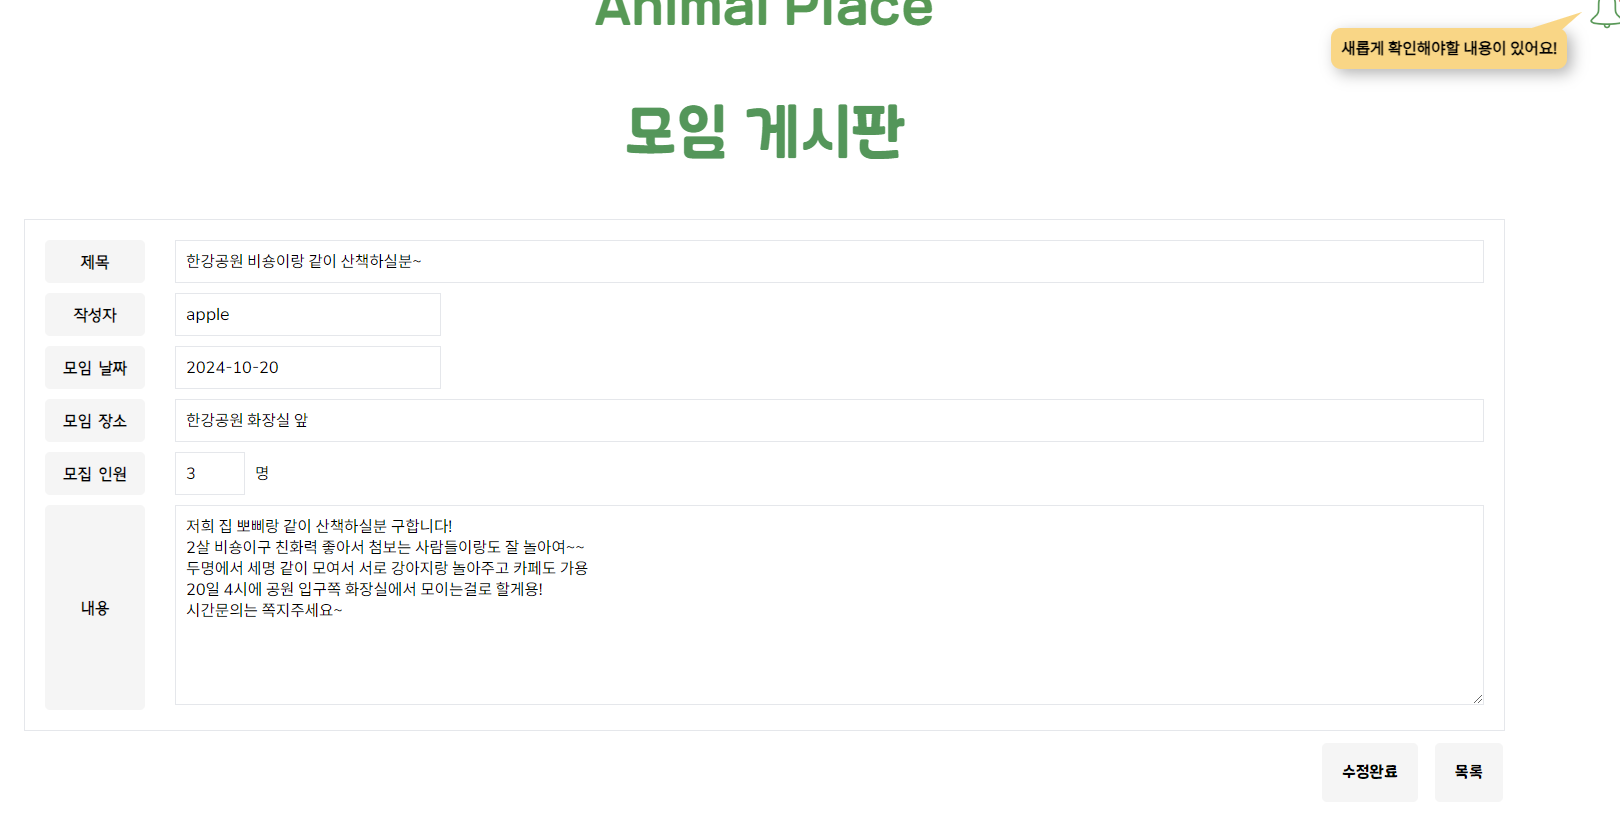 Animal Place
새롭게 확인해야할 내용이 있어요!
모임 게시판
제목
한강공원 비숑이랑 같이 산책하실분~
작성자
apple
모임 날짜
2024-10-20
모임 장소
한강공원 화장실 앞
모집 인원
3 명
내용
저희 집 뽀삐랑 같이 산책하실분 구합니다!
2살 비숑이구 친화력 좋아서 첨보는 사람들이랑도 잘 놀아여~~
두명에서 세명 같이 모여서 서로 강아지랑 놀아주고 카페도 가용
20일 4시에 공원 입구쪽 화장실에서 모이는걸로 할게용!
시간문의는 쪽지주세요~
수정완료
목록